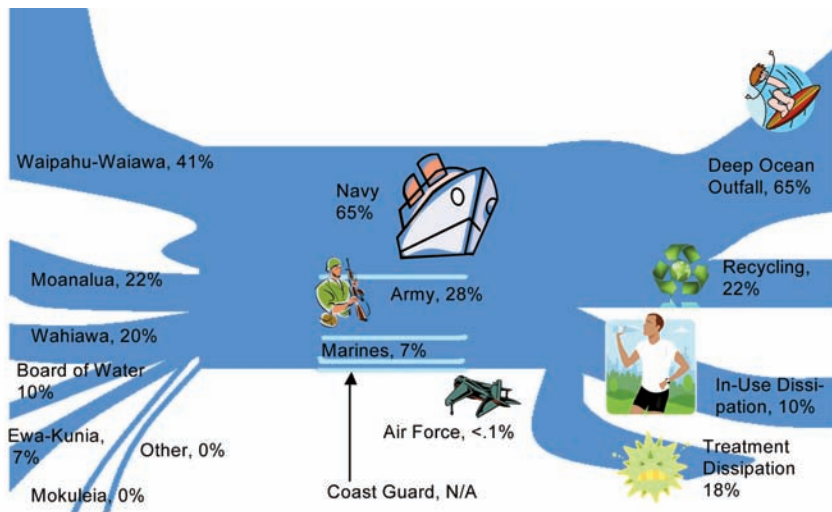 Waipahu-Waiawa, 41%
Moanalua, 22%
Wahiawa, 20%
Board of Water
10%
Ewa-Kunia,
7%
Mokuleia, 0%
Other, 0%
Navy
65%
Army, 28%
Marines, 7%
Air Force, <.1%
Coast Guard, N/A
Deep Ocean
Outfall, 65%
Recycling,
22%
In-Use Dissi-
pation, 10%
Treatment
Dissipation
18%